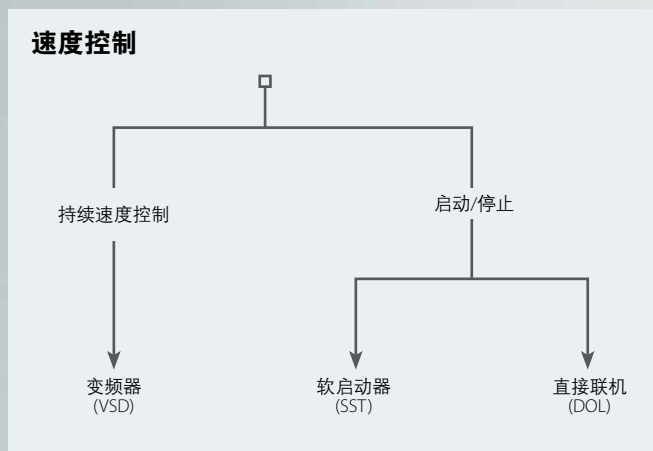 速度控制
持续速度控制
启动/停止
变频器
(VSD)
软启动器
(SST)
直接联机
(DOL)